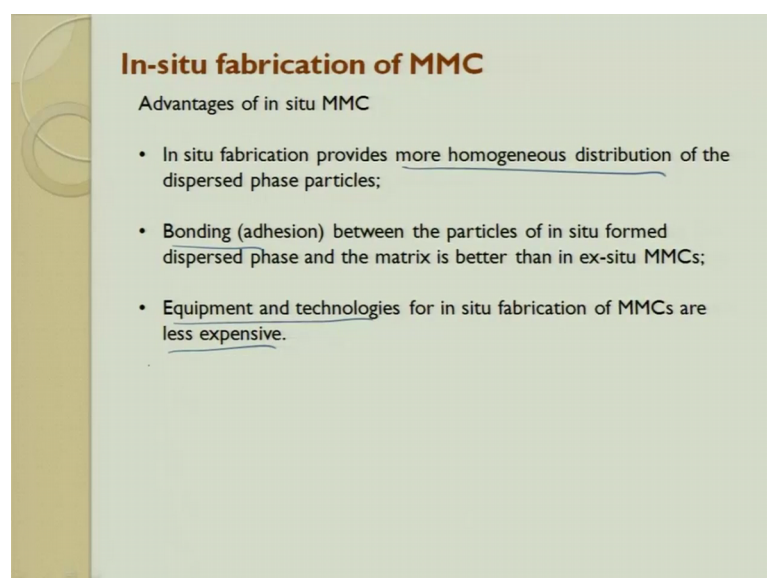 In-situ fabrication of MMC
Advantages of in situ MMC
• In situ fabrication provides more homogeneous distribution of the
dispersed phase particles;
• Bonding (adhesion) between the particles of in situ formed
dispersed phase and the matrix is better than in ex-situ MMCs;
• Equipment and technologies for in situ fabrication of MMCs are
less expensive.